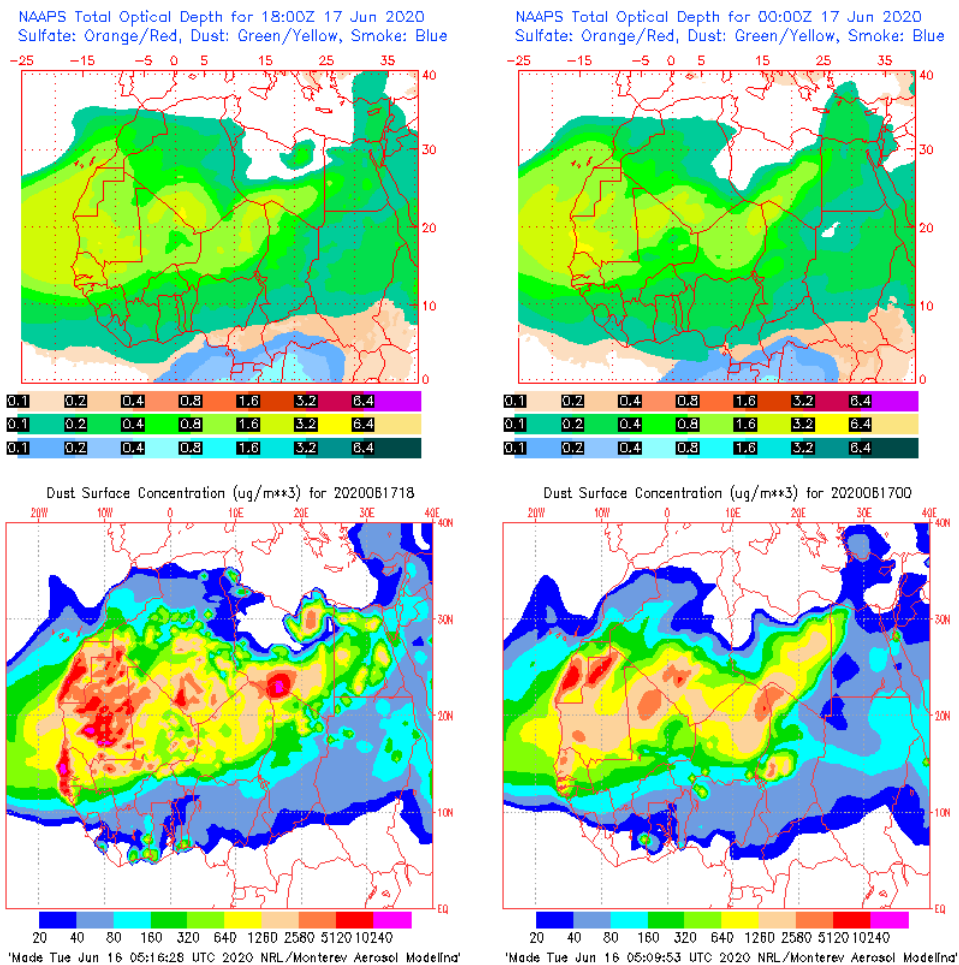 NAAPS Total Optical Depth for 18:00Z 17 Jun 2020
Sulfate: Orange/Red, Dust: Green/Yellow, Smoke: Blue
-25 -15 -5 0 5 15 25 35
40
30
20
10
0
0.1 0.2 0.4 0.8 1.6 3.2 6.4
0.1 0.2 0.4 0.8 1.6 3.2 6.4
0.1 0.2 0.4 0.8 1.6 3.2 6.4
NAAPS Total Optical Depth for 00:00Z 17 Jun 2020
Sulfate: Orange/Red, Dust: Green/Yellow, Smoke: Blue
-25 -15 -5 0 5 15 25 35
40
30
20
10
0
0.1 0.2 0.4 0.8 1.6 3.2 6.4
0.1 0.2 0.4 0.8 1.6 3.2 6.4
0.1 0.2 0.4 0.8 1.6 3.2 6.4
Dust Surface Concentration (ug/m**3) for 2020061718
20W 10W 0 10E 20E 30E 40E
40N
30N
20N
10N
EQ
20 40 80 160 320 640 1260 2580 5120 10240
'Made Tue Jun 16 05:16:28 UTC 2020 NRL/Monterey Aerosol Modeling'
Dust Surface Concentration (ug/m**3) for 2020061700
20W 10W 0 10E 20E 30E 40E
40N
30N
20N
10N
EQ
20 40 80 160 320 640 1260 2580 5120 10240
'Made Tue Jun 16 05:09:53 UTC 2020 NRL/Monterey Aerosol Modeling'